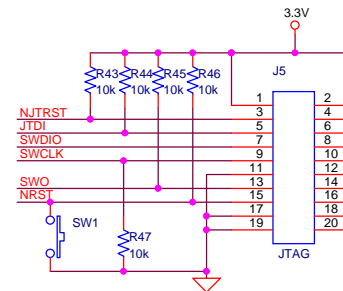 3.3V
R43 R44 R45 R46
10k 10k 10k 10k
J5
1 2
NJTRST 3 4
JTDI 5 6
SWDIO 7 8
SWCLK 9 10
11 12
SWO 13 14
NRST 15 16
17 18
SW1 19 20
R47
10k
JTAG